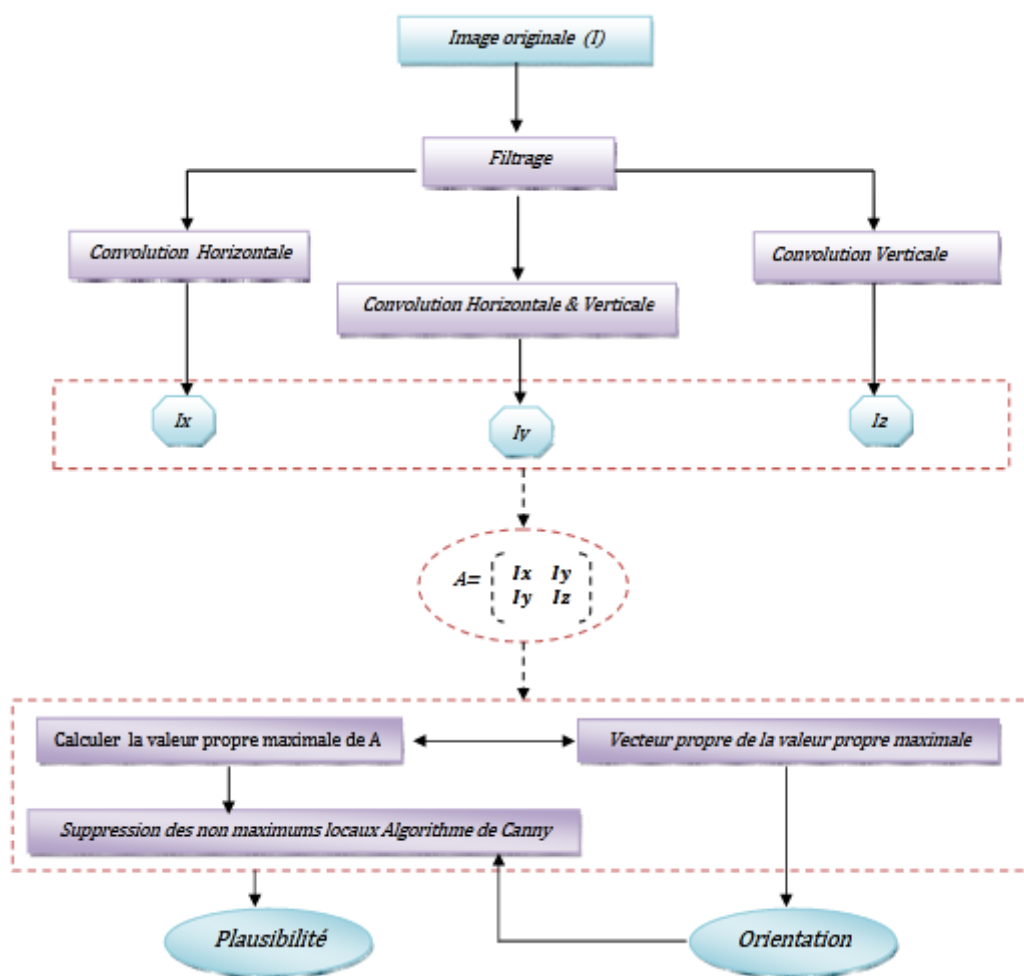 Image originale (I)
Filtrage
Convolution Horizontale
Convolution Verticale
Convolution Horizontale & Verticale
Ix
Iy
Iz
A= Ix Iy
Iy Iz
Calculer la valeur propre maximale de A
Vecteur propre de la valeur propre maximale
Suppression des non maximums locaux Algorithme de Canny
Plausibilité
Orientation